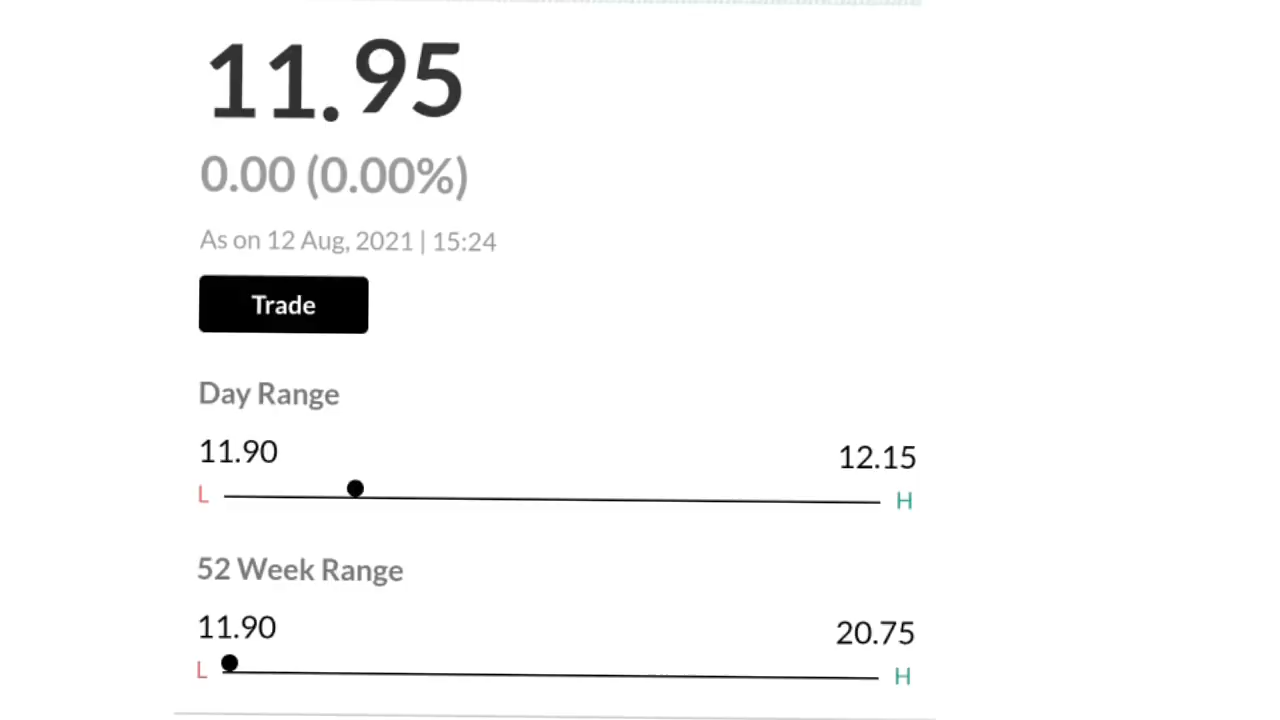 11.95
0.00 (0.00%)
As on 12 Aug, 2021 | 15:24
Trade
Day Range
11.90 12.15
L H
52 Week Range
11.90 20.75
L H